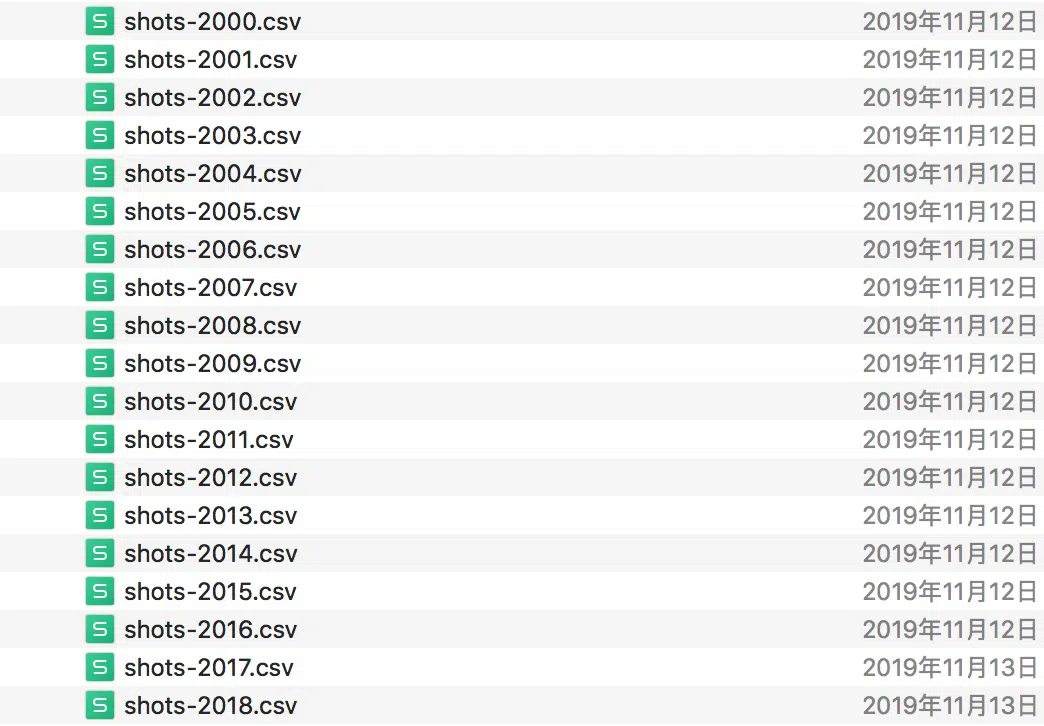 shots-2000.csv 2019年11月12日
shots-2001.csv 2019年11月12日
shots-2002.csv 2019年11月12日
shots-2003.csv 2019年11月12日
shots-2004.csv 2019年11月12日
shots-2005.csv 2019年11月12日
shots-2006.csv 2019年11月12日
shots-2007.csv 2019年11月12日
shots-2008.csv 2019年11月12日
shots-2009.csv 2019年11月12日
shots-2010.csv 2019年11月12日
shots-2011.csv 2019年11月12日
shots-2012.csv 2019年11月12日
shots-2013.csv 2019年11月12日
shots-2014.csv 2019年11月12日
shots-2015.csv 2019年11月12日
shots-2016.csv 2019年11月12日
shots-2017.csv 2019年11月13日
shots-2018.csv 2019年11月13日